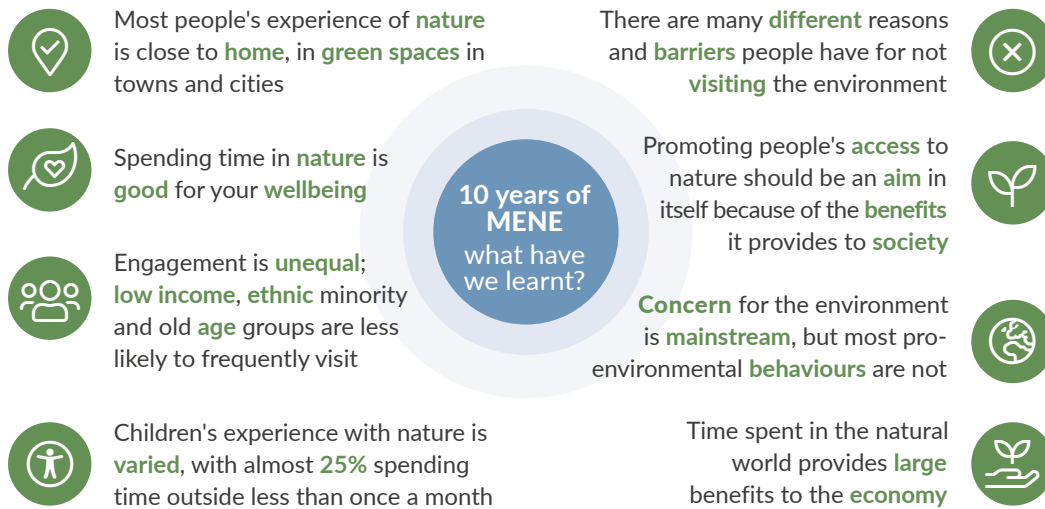 Most people's experience of nature
is close to home, in green spaces in
towns and cities
Spending time in nature is
good for your wellbeing
Engagement is unequal;
low income, ethnic minority
and old age groups are less
likely to frequently visit
Children's experience with nature is
varied, with almost 25% spending
time outside less than once a month
10 years of
MENE
what have
we learnt?
There are many different reasons
and barriers people have for not
visiting the environment
Promoting people's access to
nature should be an aim in
itself because of the benefits
it provides to society
Concern for the environment
is mainstream, but most pro-
environmental behaviours are not
Time spent in the natural
world provides large
benefits to the economy